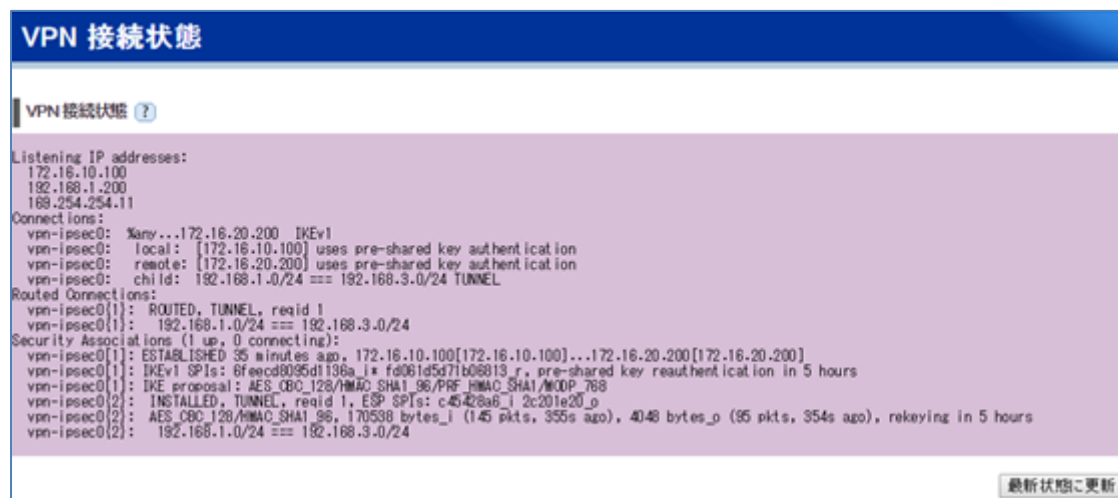 VPN 接続状態
VPN 接続状態 ?
Listening IP addresses:
172.16.10.100
192.168.1.200
169.254.254.11
Connections:
vpn-ipsec0: %any...172.16.20.200 IKEv1
vpn-ipsec0: local: [172.16.10.100] uses pre-shared key authentication
vpn-ipsec0: remote: [172.16.20.200] uses pre-shared key authentication
vpn-ipsec0: child: 192.168.1.0/24 === 192.168.3.0/24 TUNNEL
Routed Connections:
vpn-ipsec0{1}: ROUTED, TUNNEL, reqid 1
vpn-ipsec0{1}: 192.168.1.0/24 === 192.168.3.0/24
Security Associations (1 up, 0 connecting):
vpn-ipsec0[1]: ESTABLISHED 35 minutes ago, 172.16.10.100[172.16.10.100]...172.16.20.200[172.16.20.200]
vpn-ipsec0[1]: IKEv1 SPIs: 6feecd8095d1136a_i* fd061d5d71b06813_r, pre-shared key reauthentication in 5 hours
vpn-ipsec0[1]: IKE proposal: AES_CBC_128/HMAC_SHA1_96/PRF_HMAC_SHA1/MODP_768
vpn-ipsec0{2}: INSTALLED, TUNNEL, reqid 1, ESP SPIs: c45428a6_i 2c201e20_o
vpn-ipsec0{2}: AES_CBC_128/HMAC_SHA1_96, 170538 bytes_i (145 pkts, 355s ago), 4048 bytes_o (95 pkts, 354s ago), rekeying in 5 hours
vpn-ipsec0{2}: 192.168.1.0/24 === 192.168.3.0/24
最新状態に更新